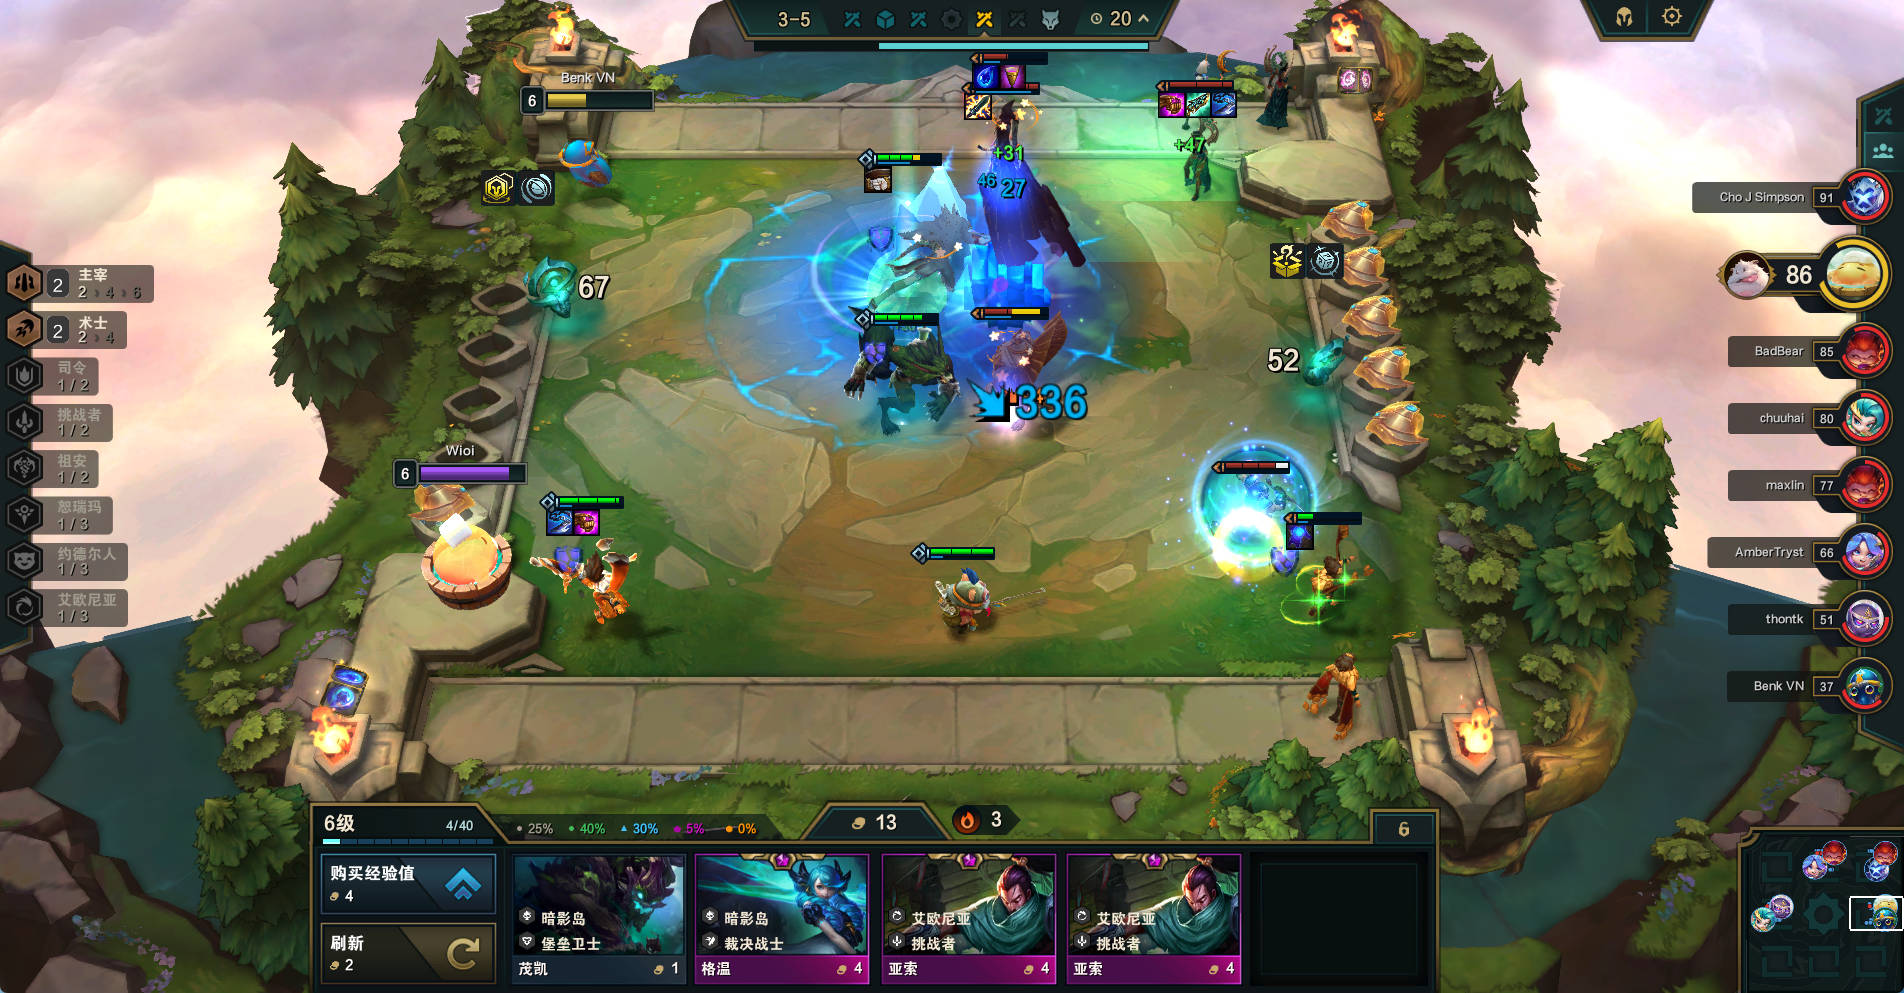 3-5
20
Benk VN
6
+31
46
27
+47
67
52
336
Wioi
6
2
主宰
2 › 4 › 6
2
术士
2 › 4
司令
1 / 2
挑战者
1 / 2
祖安
1 / 2
恕瑞玛
1 / 3
约德尔人
1 / 3
艾欧尼亚
1 / 3
Cho J Simpson 91
86
BadBear 85
chuuhai 80
maxlin 77
AmberTryst 66
thontk 51
Benk VN 37
6级 4/40
25% 40% 30% 5% 0%
13
3
6
购买经验值
4
刷新
2
暗影岛
堡垒卫士
茂凯 1
暗影岛
裁决战士
格温 4
艾欧尼亚
挑战者
亚索 4
艾欧尼亚
挑战者
亚索 4